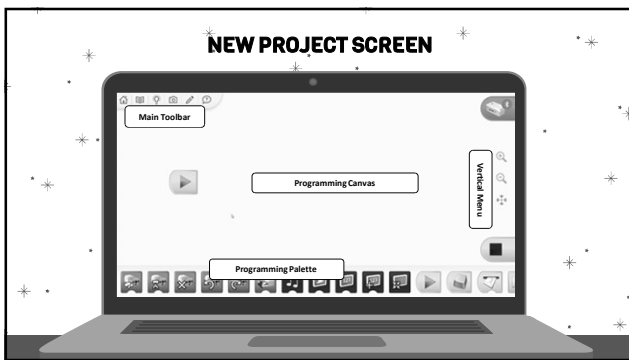 NEW PROJECT SCREEN
Main Toolbar
Programming Canvas
Vertical Menu
Programming Palette